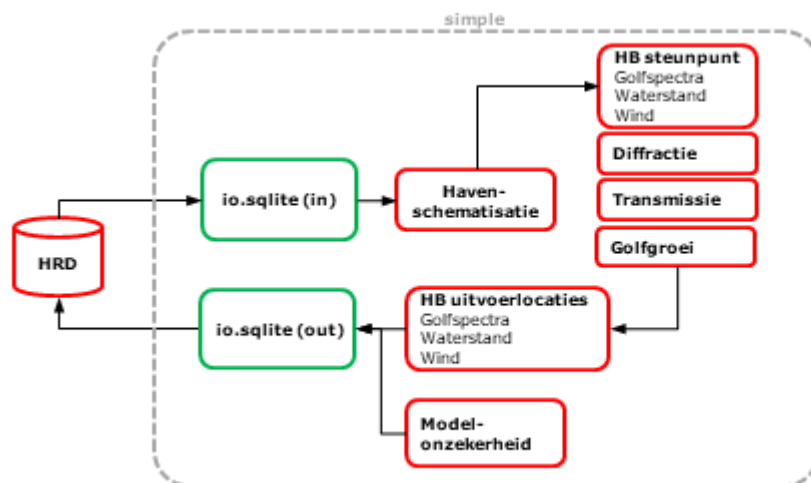 simple
HB steunpunt
Golfspectra
Waterstand
Wind
Diffractie
Transmissie
Golfgroei
io.sqlite (in)
Haven-
schematisatie
HRD
io.sqlite (out)
HB uitvoerlocaties
Golfspectra
Waterstand
Wind
Model-
onzekerheid